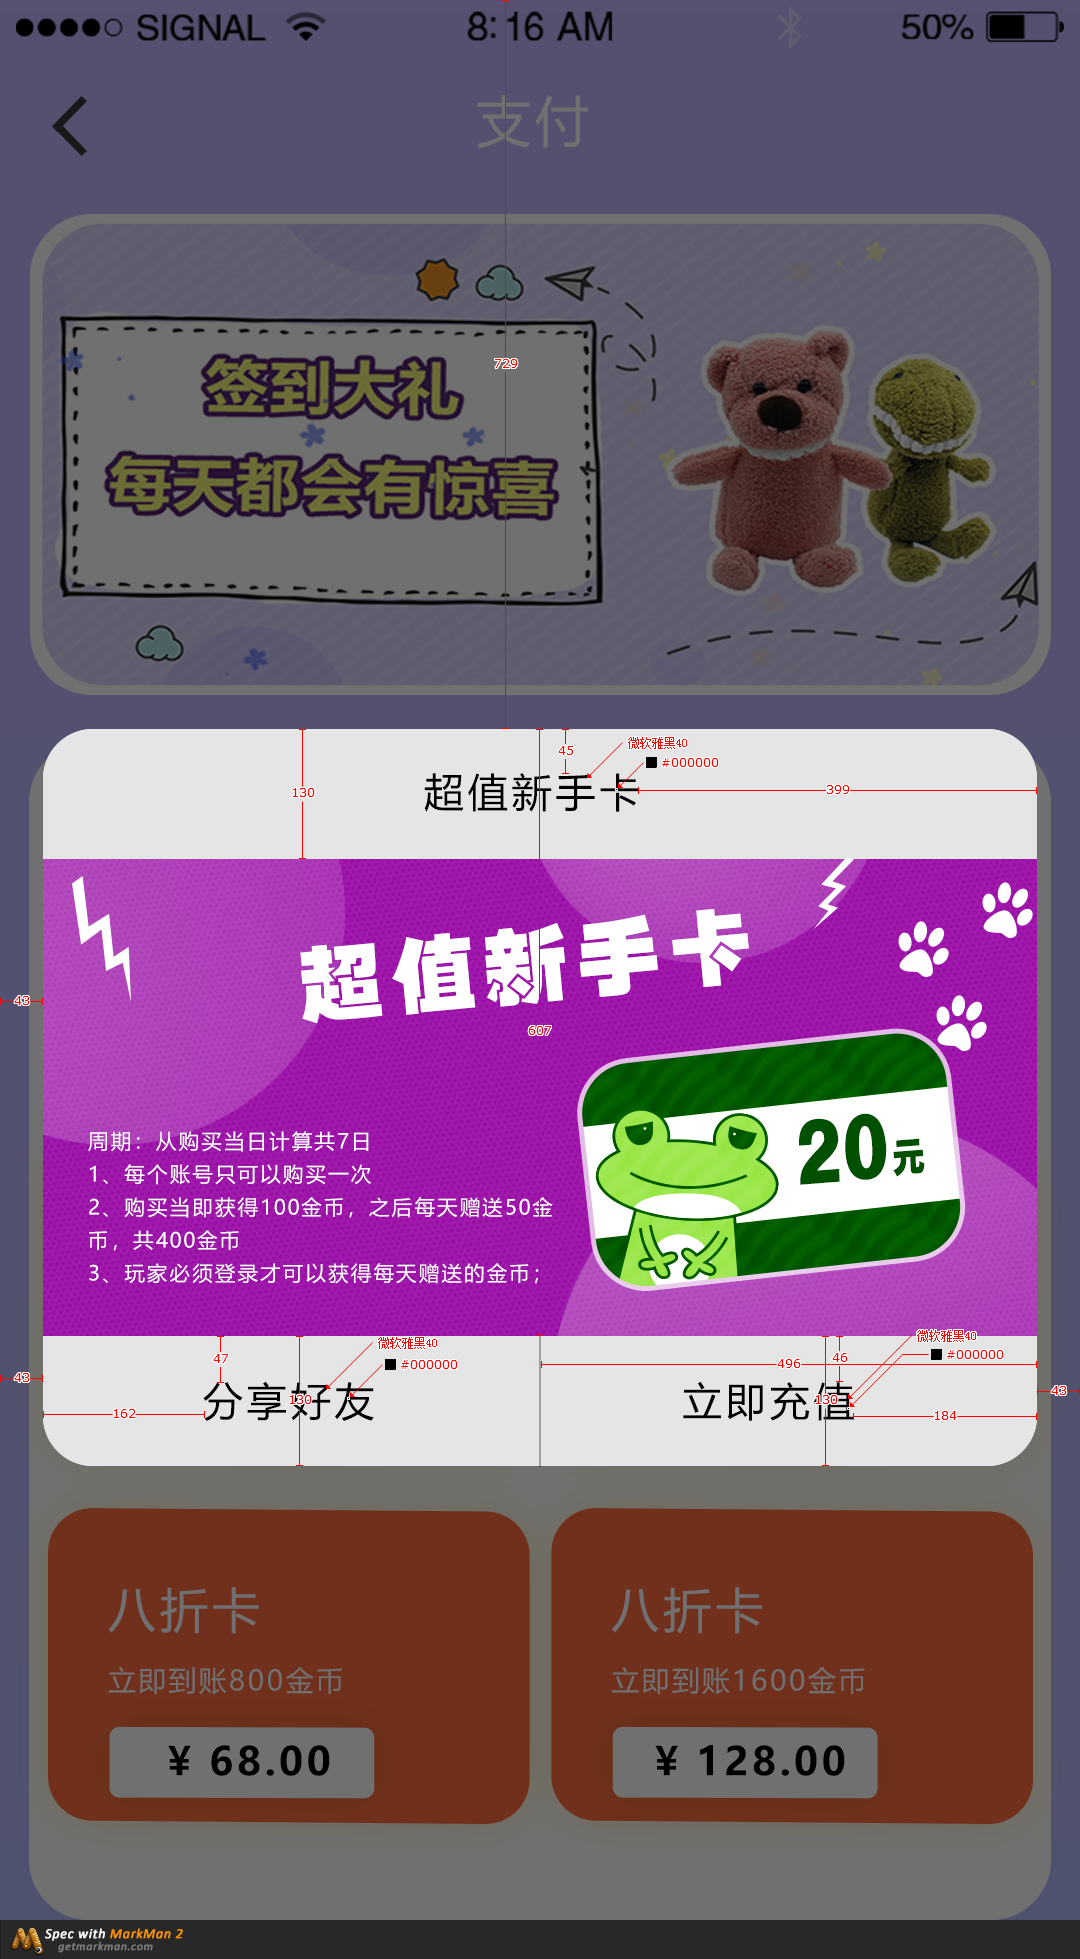 SIGNAL 8:16 AM 50%
支付
729
签到大礼
每天都会有惊喜
45
微软雅黑40
#000000
130
超值新手卡
399
超值新手卡
43
607
20元
周期：从购买当日计算共7日
1、每个账号只可以购买一次
2、购买当即获得100金币，之后每天赠送50金
币，共400金币
3、玩家必须登录才可以获得每天赠送的金币；
47
微软雅黑40
#000000
496
46
微软雅黑40
#000000
43
162
分享好友
130
立即充值
130
184
43
八折卡
立即到账800金币
¥ 68.00
八折卡
立即到账1600金币
¥ 128.00
Spec with MarkMan 2
getmarkman.com